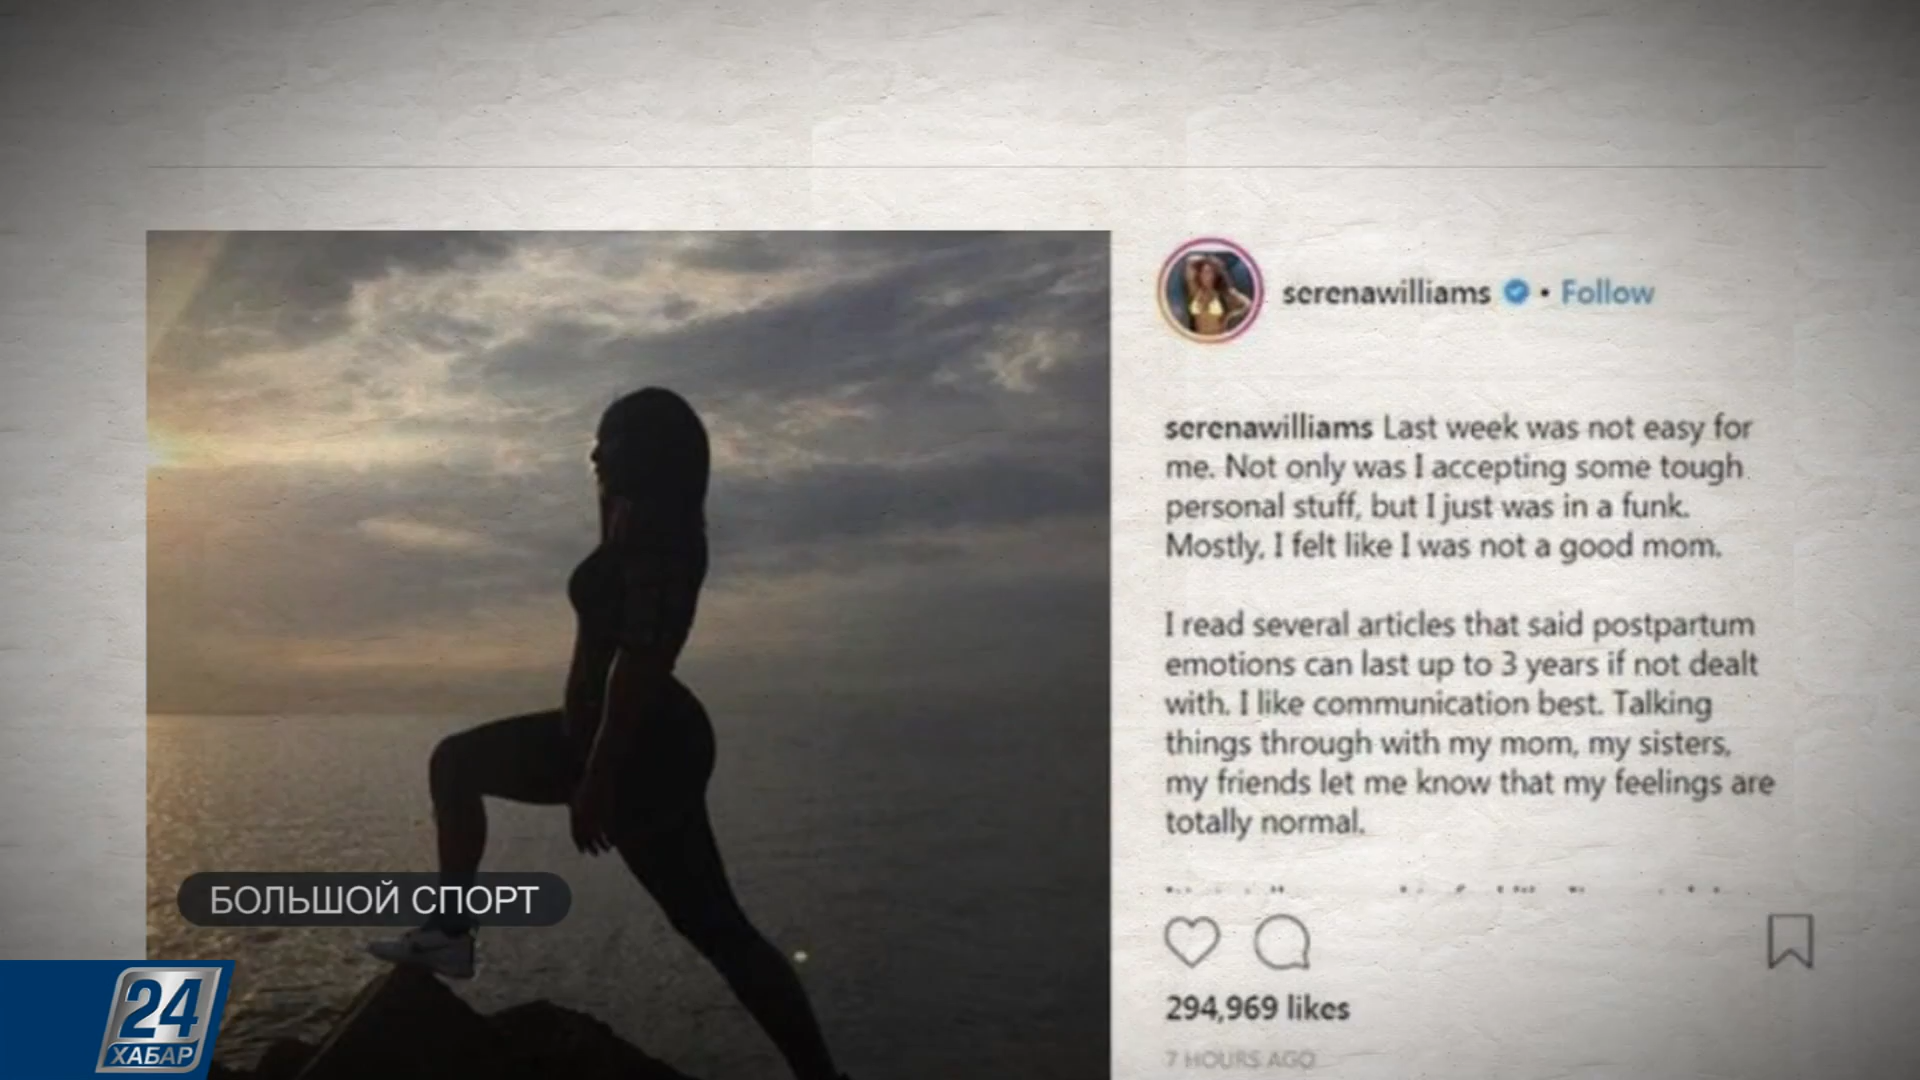 serenawilliams • Follow
serenawilliams Last week was not easy for
me. Not only was I accepting some tough
personal stuff, but I just was in a funk.
Mostly, I felt like I was not a good mom.
I read several articles that said postpartum
emotions can last up to 3 years if not dealt
with. I like communication best. Talking
things through with my mom, my sisters,
my friends let me know that my feelings are
totally normal.
294,969 likes
7 HOURS AGO
БОЛЬШОЙ СПОРТ
24
ХАБАР